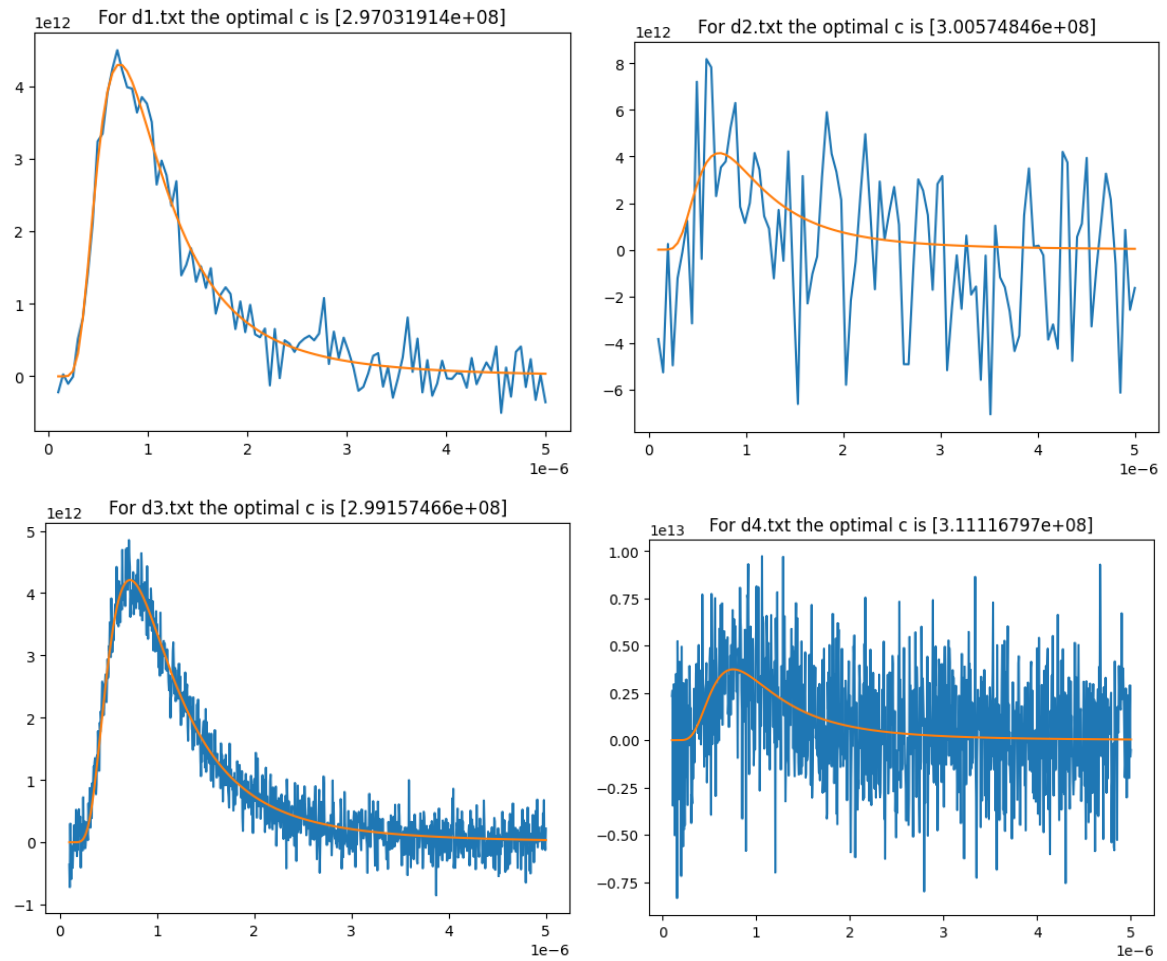 For d1.txt the optimal c is [2.97031914e+08]
1e12
4
3
2
1
0
0 1 2 3 4 5
1e−6
For d2.txt the optimal c is [3.00574846e+08]
1e12
8
6
4
2
0
−2
−4
−6
0 1 2 3 4 5
1e−6
For d3.txt the optimal c is [2.99157466e+08]
1e12
5
4
3
2
1
0
−1
0 1 2 3 4 5
1e−6
For d4.txt the optimal c is [3.11116797e+08]
1e13
1.00
0.75
0.50
0.25
0.00
−0.25
−0.50
−0.75
0 1 2 3 4 5
1e−6